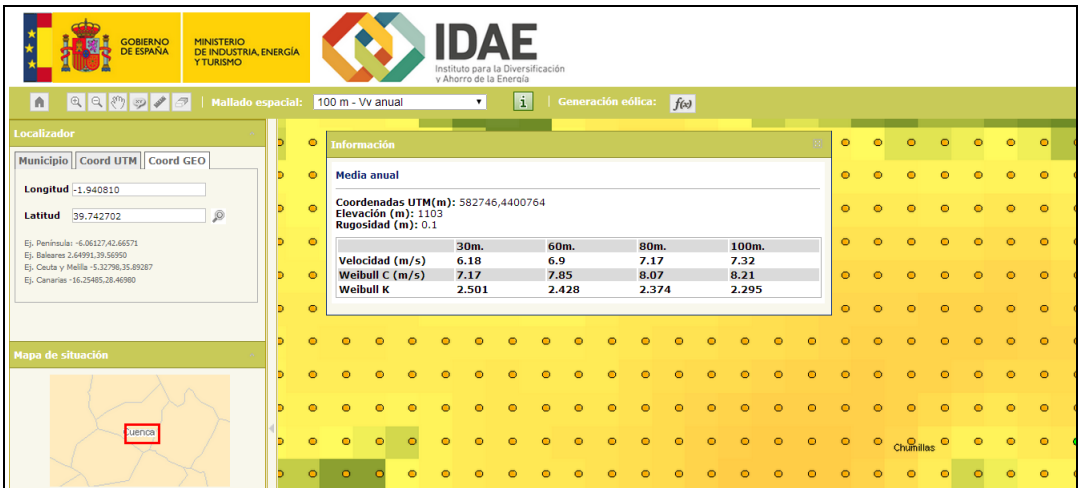 GOBIERNO
DE ESPAÑA
MINISTERIO
DE INDUSTRIA, ENERGÍA
Y TURISMO
IDAE
Instituto para la Diversificación
y Ahorro de la Energía
Mallado espacial: 100 m - Vv anual i Generación eólica: f(x)
Localizador
Municipio Coord UTM Coord GEO
Longitud -1.940810
Latitud 39.742702
Ej. Península: -6.06127,42.66571
Ej. Baleares 2.64991,39.56950
Ej. Ceuta y Melilla -5.32798,35.89287
Ej. Canarias -16.25485,28.46980
Mapa de situación
Cuenca
Información
Media anual
Coordenadas UTM(m): 582746,4400764
Elevación (m): 1103
Rugosidad (m): 0.1
30m. 60m. 80m. 100m.
Velocidad (m/s) 6.18 6.9 7.17 7.32
Weibull C (m/s) 7.17 7.85 8.07 8.21
Weibull K 2.501 2.428 2.374 2.295
Chumillas